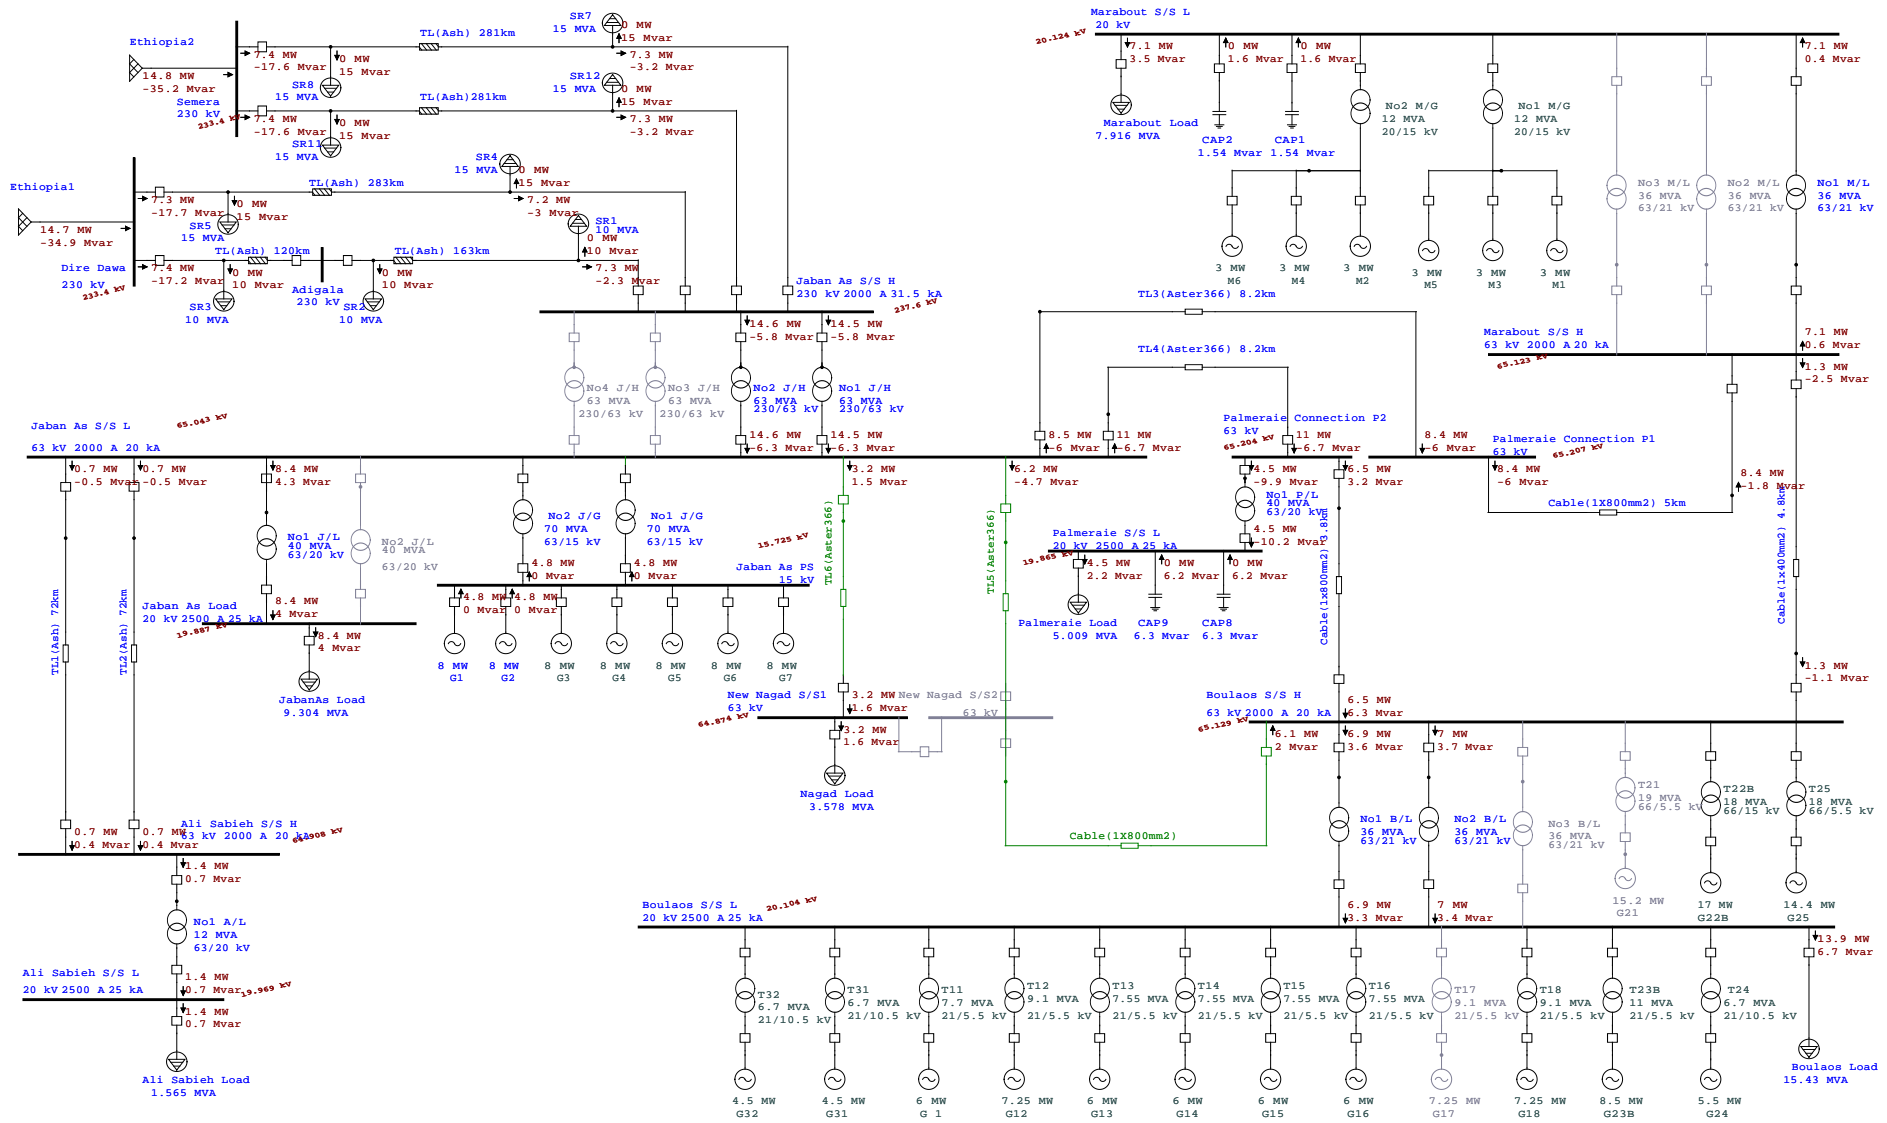 Ethiopia2
14.8 MW
-35.2 Mvar
Semera
230 kV
233.4 kV
7.4 MW
-17.6 Mvar
0 MW
15 Mvar
SR8
15 MVA
TL(Ash) 281km
SR7
15 MVA
0 MW
15 Mvar
7.3 MW
-3.2 Mvar
7.4 MW
-17.6 Mvar
0 MW
15 Mvar
SR11
15 MVA
TL(Ash)281km
SR12
15 MVA
0 MW
15 Mvar
7.3 MW
-3.2 Mvar
Ethiopia1
14.7 MW
-34.9 Mvar
Dire Dawa
230 kV
233.4 kV
7.3 MW
-17.7 Mvar
0 MW
15 Mvar
SR5
15 MVA
TL(Ash) 283km
SR4
15 MVA
0 MW
15 Mvar
7.2 MW
-3 Mvar
SR1
10 MVA
0 MW
10 Mvar
7.3 MW
-2.3 Mvar
TL(Ash) 120km
TL(Ash) 163km
7.4 MW
-17.2 Mvar
0 MW
10 Mvar
SR3
10 MVA
Adigala
230 kV
0 MW
10 Mvar
SR2
10 MVA
Jaban As S/S H
230 kV 2000 A 31.5 kA
237.6 kV
14.6 MW
-5.8 Mvar
14.5 MW
-5.8 Mvar
No4 J/H
63 MVA
230/63 kV
No3 J/H
63 MVA
230/63 kV
No2 J/H
63 MVA
230/63 kV
No1 J/H
63 MVA
230/63 kV
14.6 MW
-6.3 Mvar
14.5 MW
-6.3 Mvar
Marabout S/S L
20 kV
20.124 kV
7.1 MW
3.5 Mvar
0 MW
1.6 Mvar
0 MW
1.6 Mvar
7.1 MW
0.4 Mvar
Marabout Load
7.916 MVA
CAP2
1.54 Mvar
CAP1
1.54 Mvar
No2 M/G
12 MVA
20/15 kV
No1 M/G
12 MVA
20/15 kV
No3 M/L
36 MVA
63/21 kV
No2 M/L
36 MVA
63/21 kV
No1 M/L
36 MVA
63/21 kV
3 MW
M6
3 MW
M4
3 MW
M2
3 MW
M5
3 MW
M3
3 MW
M1
TL3(Aster366) 8.2km
TL4(Aster366) 8.2km
Marabout S/S H
63 kV 2000 A 20 kA
65.123 kV
7.1 MW
0.6 Mvar
1.3 MW
-2.5 Mvar
Jaban As S/S L
63 kV 2000 A 20 kA
65.043 kV
8.5 MW
-6 Mvar
11 MW
-6.7 Mvar
Palmeraie Connection P2
63 kV
65.204 kV
11 MW
-6.7 Mvar
8.4 MW
-6 Mvar
Palmeraie Connection P1
63 kV
65.207 kV
8.4 MW
-6 Mvar
8.4 MW
-1.8 Mvar
Cable(1X800mm2) 5km
Cable(1x400mm2) 4.8km
0.7 MW
-0.5 Mvar
0.7 MW
-0.5 Mvar
8.4 MW
4.3 Mvar
3.2 MW
1.5 Mvar
6.2 MW
-4.7 Mvar
4.5 MW
-9.9 Mvar
6.5 MW
3.2 Mvar
No1 J/L
40 MVA
63/20 kV
No2 J/L
40 MVA
63/20 kV
No2 J/G
70 MVA
63/15 kV
No1 J/G
70 MVA
63/15 kV
15.725 kV
Jaban As PS
15 kV
4.8 MW
0 Mvar
4.8 MW
0 Mvar
4.8 MW
0 Mvar
4.8 MW
0 Mvar
8 MW
G1
8 MW
G2
8 MW
G3
8 MW
G4
8 MW
G5
8 MW
G6
8 MW
G7
TL6(Aster366)
TL5(Aster366)
No1 P/L
40 MVA
63/20 kV
4.5 MW
-10.2 Mvar
Palmeraie S/S L
20 kV 2500 A 25 kA
19.865 kV
4.5 MW
2.2 Mvar
0 MW
6.2 Mvar
0 MW
6.2 Mvar
Palmeraie Load
5.009 MVA
CAP9
6.3 Mvar
CAP8
6.3 Mvar
Cable(1x800mm2) 3.8km
TL1(Ash) 72km
TL2(Ash) 72km
8.4 MW
4 Mvar
Jaban As Load
20 kV 2500 A 25 kA
19.887 kV
8.4 MW
4 Mvar
JabanAs Load
9.304 MVA
New Nagad S/S1
63 kV
64.874 kV
3.2 MW
1.6 Mvar
3.2 MW
1.6 Mvar
New Nagad S/S2
63 kV
Nagad Load
3.578 MVA
Cable(1X800mm2)
Boulaos S/S H
63 kV 2000 A 20 kA
65.129 kV
6.5 MW
6.3 Mvar
1.3 MW
-1.1 Mvar
6.1 MW
2 Mvar
6.9 MW
3.6 Mvar
7 MW
3.7 Mvar
No1 B/L
36 MVA
63/21 kV
No2 B/L
36 MVA
63/21 kV
No3 B/L
36 MVA
63/21 kV
T21
19 MVA
66/5.5 kV
15.2 MW
G21
T22B
18 MVA
66/15 kV
17 MW
G22B
T25
18 MVA
66/5.5 kV
14.4 MW
G25
0.7 MW
0.4 Mvar
0.7 MW
0.4 Mvar
Ali Sabieh S/S H
63 kV 2000 A 20 kA
64.908 kV
1.4 MW
0.7 Mvar
No1 A/L
12 MVA
63/20 kV
Ali Sabieh S/S L
20 kV 2500 A 25 kA
1.4 MW
0.7 Mvar
19.969 kV
1.4 MW
0.7 Mvar
Ali Sabieh Load
1.565 MVA
Boulaos S/S L
20 kV 2500 A 25 kA
20.104 kV
6.9 MW
3.3 Mvar
7 MW
3.4 Mvar
13.9 MW
6.7 Mvar
T32
6.7 MVA
21/10.5 kV
T31
6.7 MVA
21/10.5 kV
T11
7.7 MVA
21/5.5 kV
T12
9.1 MVA
21/5.5 kV
T13
7.55 MVA
21/5.5 kV
T14
7.55 MVA
21/5.5 kV
T15
7.55 MVA
21/5.5 kV
T16
7.55 MVA
21/5.5 kV
T17
9.1 MVA
21/5.5 kV
T18
9.1 MVA
21/5.5 kV
T23B
11 MVA
21/5.5 kV
T24
6.7 MVA
21/10.5 kV
4.5 MW
G32
4.5 MW
G31
6 MW
G 1
7.25 MW
G12
6 MW
G13
6 MW
G14
6 MW
G15
6 MW
G16
7.25 MW
G17
7.25 MW
G18
8.5 MW
G23B
5.5 MW
G24
Boulaos Load
15.43 MVA